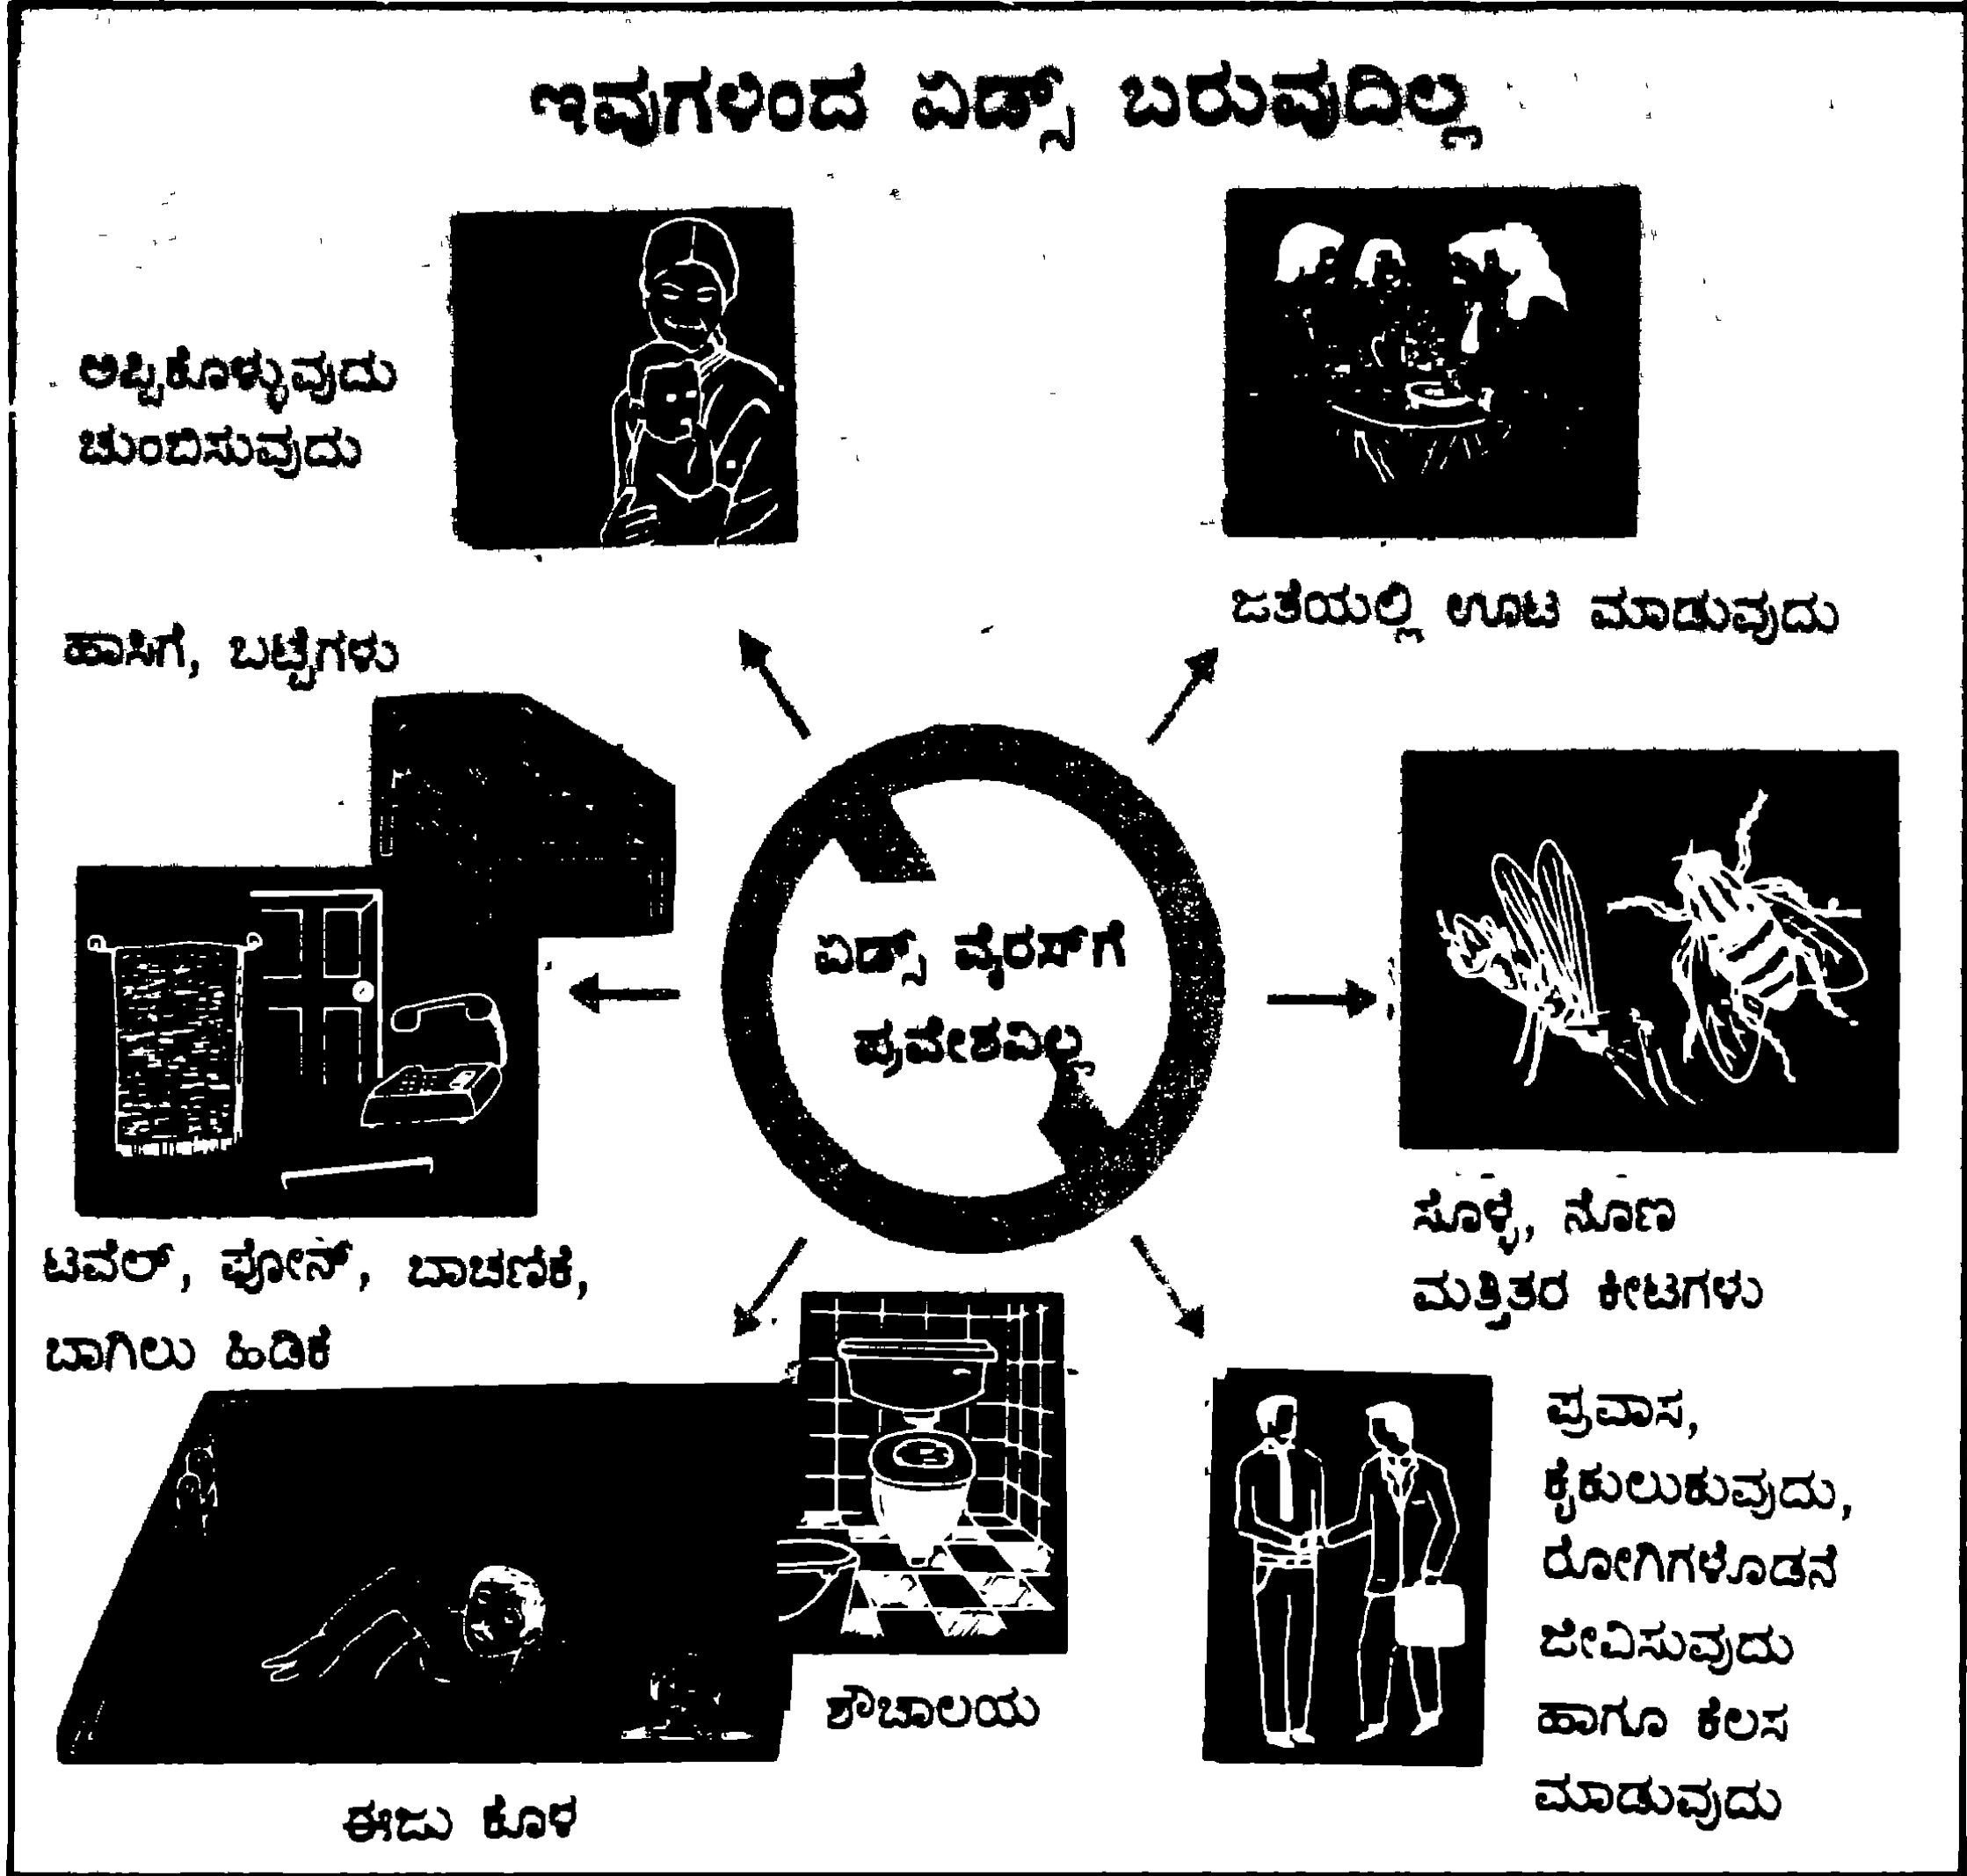 ಇವುಗಳಿಂದ ಏಡ್ಸ್ ಬರುವುದಿಲ್ಲ
ಅಪ್ಪಿಕೊಳ್ಳುವುದು
ಚುಂಬಿಸುವುದು
ಜತೆಯಲ್ಲಿ ಊಟ ಮಾಡುವುದು
ಹಾಸಿಗೆ, ಬಟ್ಟೆಗಳು
ಏಡ್ಸ್ ವೈರಸ್‌ಗೆ
ಪ್ರವೇಶವಿಲ್ಲ
ಟವೆಲ್, ಫೋನ್, ಬಾಚಣಿಕೆ,
ಬಾಗಿಲು ಹಿಡಿಕೆ
ಸೊಳ್ಳೆ, ನೊಣ
ಮತ್ತಿತರ ಕೀಟಗಳು
ಈಜು ಕೊಳ
ಶೌಚಾಲಯ
ಪ್ರವಾಸ,
ಕೈಕುಲುಕುವುದು,
ರೋಗಿಗಳೊಡನೆ
ಜೀವಿಸುವುದು
ಹಾಗೂ ಕೆಲಸ
ಮಾಡುವುದು